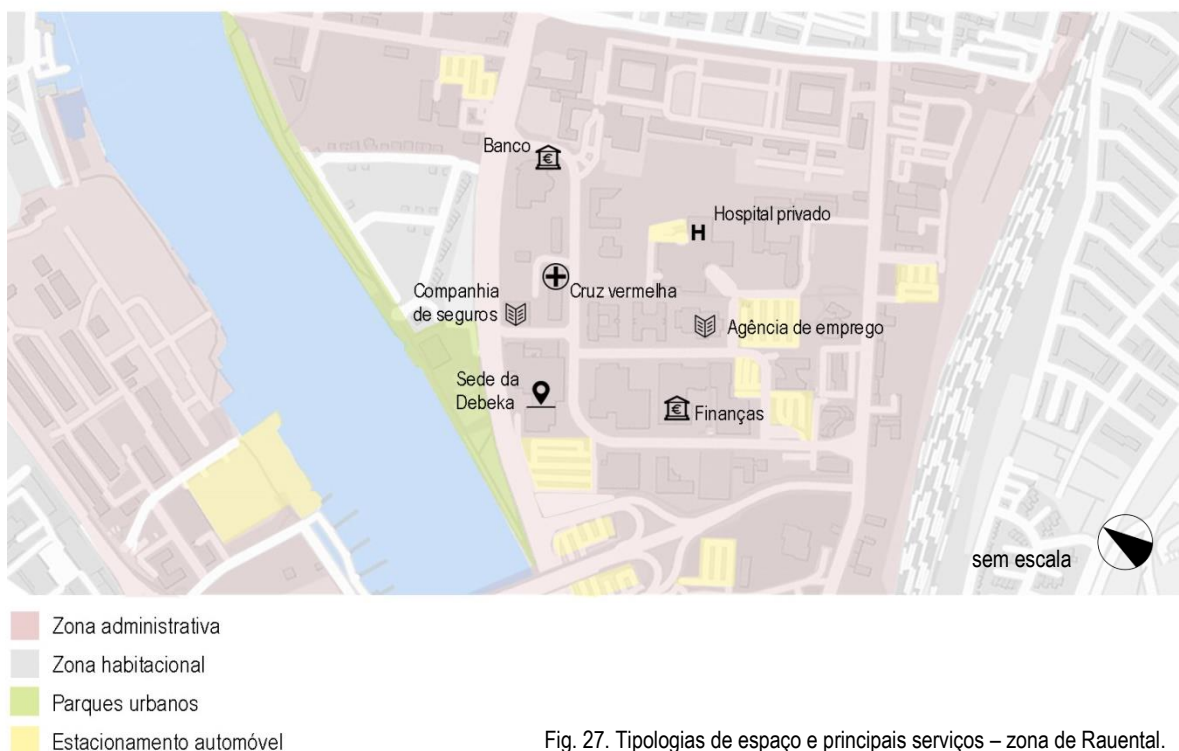 Banco
Hospital privado
H
Cruz vermelha
Companhia
de seguros
Agência de emprego
Sede da
Debeka
Finanças
sem escala
Zona administrativa
Zona habitacional
Parques urbanos
Estacionamento automóvel
Fig. 27. Tipologias de espaço e principais serviços – zona de Rauental.